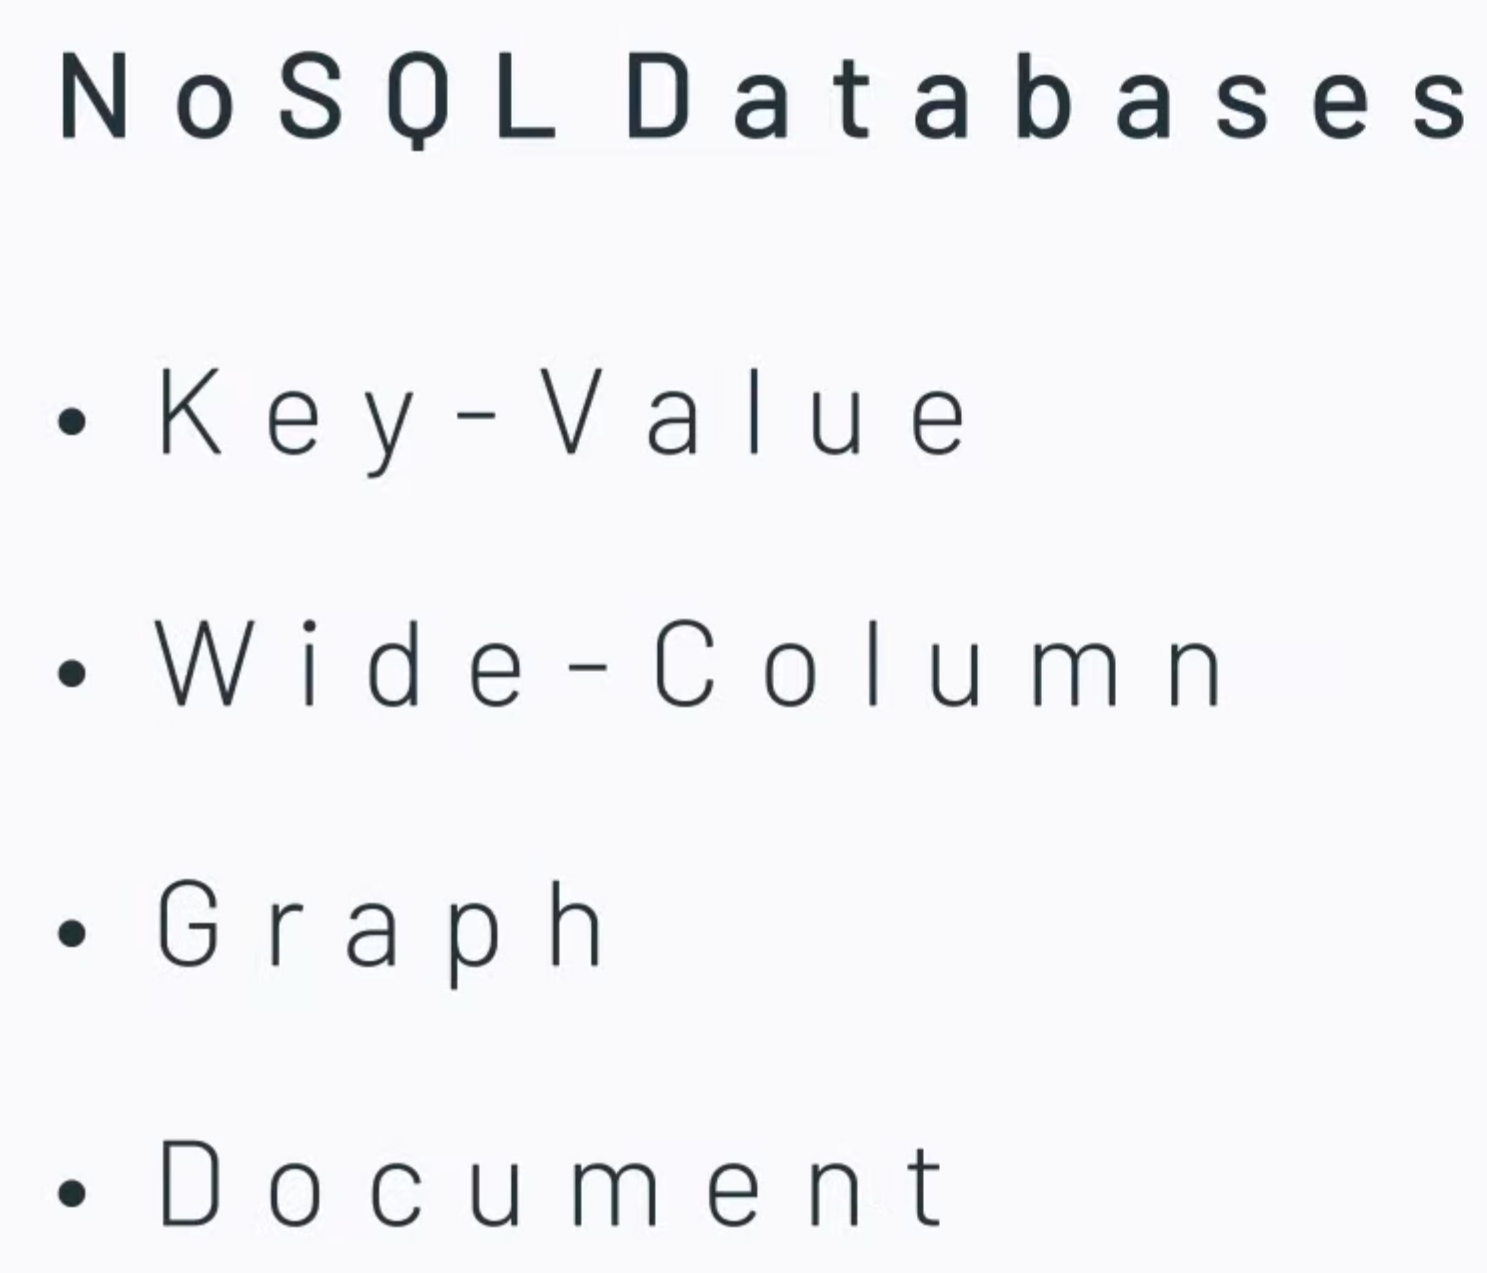 NoSQL Databases
• Key-Value
• Wide-Column
• Graph
• Document